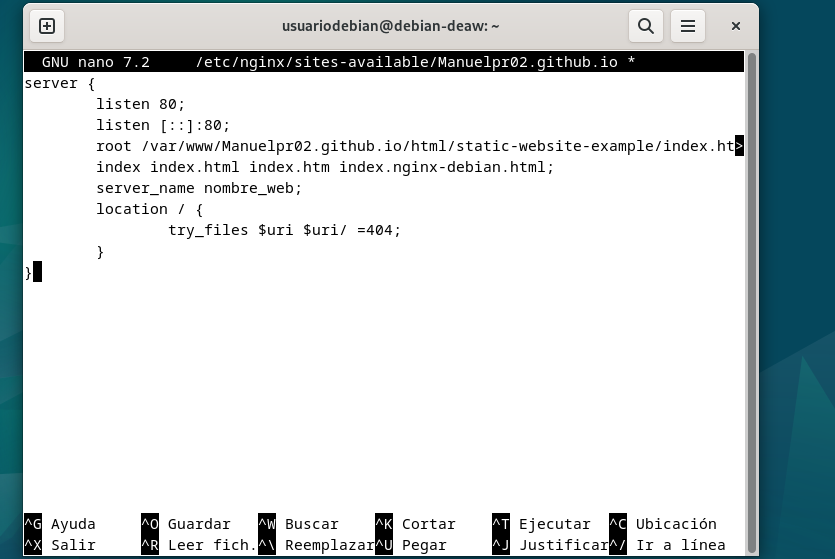 usuariodebian@debian-deaw: ~
GNU nano 7.2 /etc/nginx/sites-available/Manuelpr02.github.io *
server {
listen 80;
listen [::]:80;
root /var/www/Manuelpr02.github.io/html/static-website-example/index.ht>
index index.html index.htm index.nginx-debian.html;
server_name nombre_web;
location / {
try_files $uri $uri/ =404;
}
}
^G Ayuda ^O Guardar ^W Buscar ^K Cortar ^T Ejecutar ^C Ubicación
^X Salir ^R Leer fich. ^\ Reemplazar ^U Pegar ^J Justificar ^/ Ir a línea